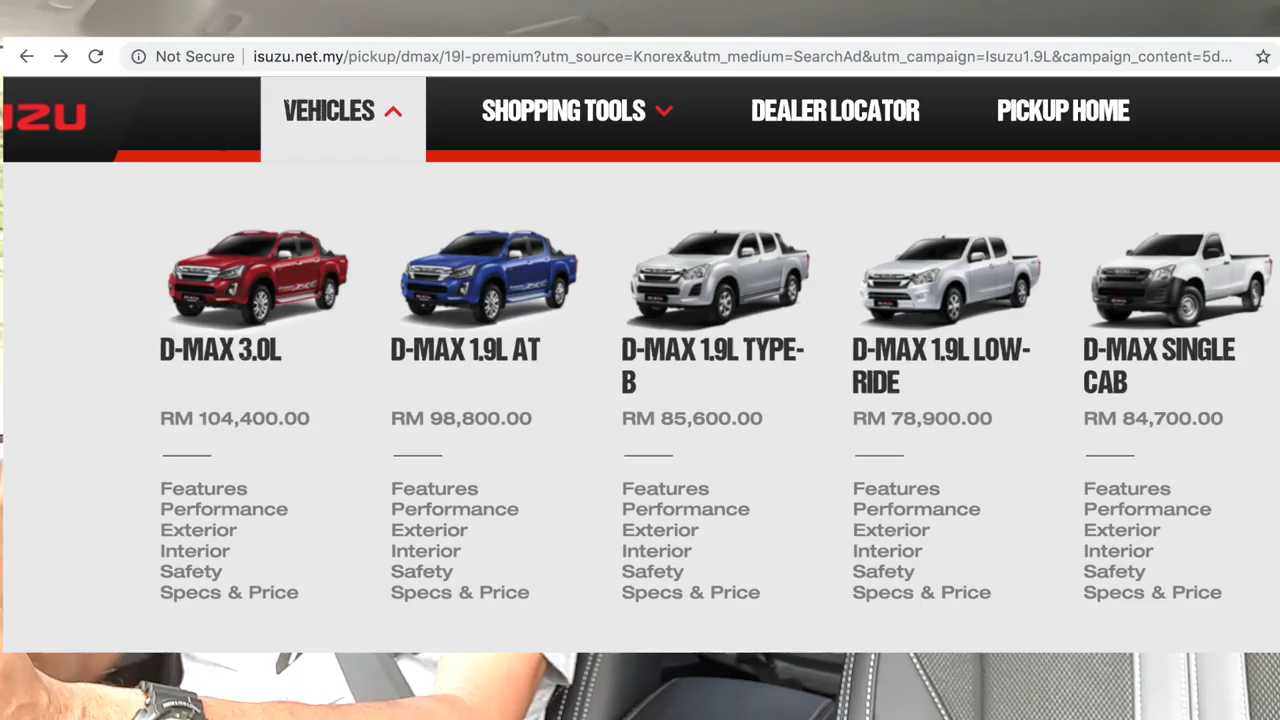 Not Secure
isuzu.net.my/pickup/dmax/19l-premium?utm_source=Knorex&utm_medium=SearchAd&utm_campaign=Isuzu1.9L&campaign_content=5d...
UZU
VEHICLES
SHOPPING TOOLS
DEALER LOCATOR
PICKUP HOME
D-MAX 3.0L
RM 104,400.00
Features
Performance
Exterior
Interior
Safety
Specs & Price
D-MAX 1.9L AT
RM 98,800.00
Features
Performance
Exterior
Interior
Safety
Specs & Price
D-MAX 1.9L TYPE-
B
RM 85,600.00
Features
Performance
Exterior
Interior
Safety
Specs & Price
D-MAX 1.9L LOW-
RIDE
RM 78,900.00
Features
Performance
Exterior
Interior
Safety
Specs & Price
D-MAX SINGLE
CAB
RM 84,700.00
Features
Performance
Exterior
Interior
Safety
Specs & Price